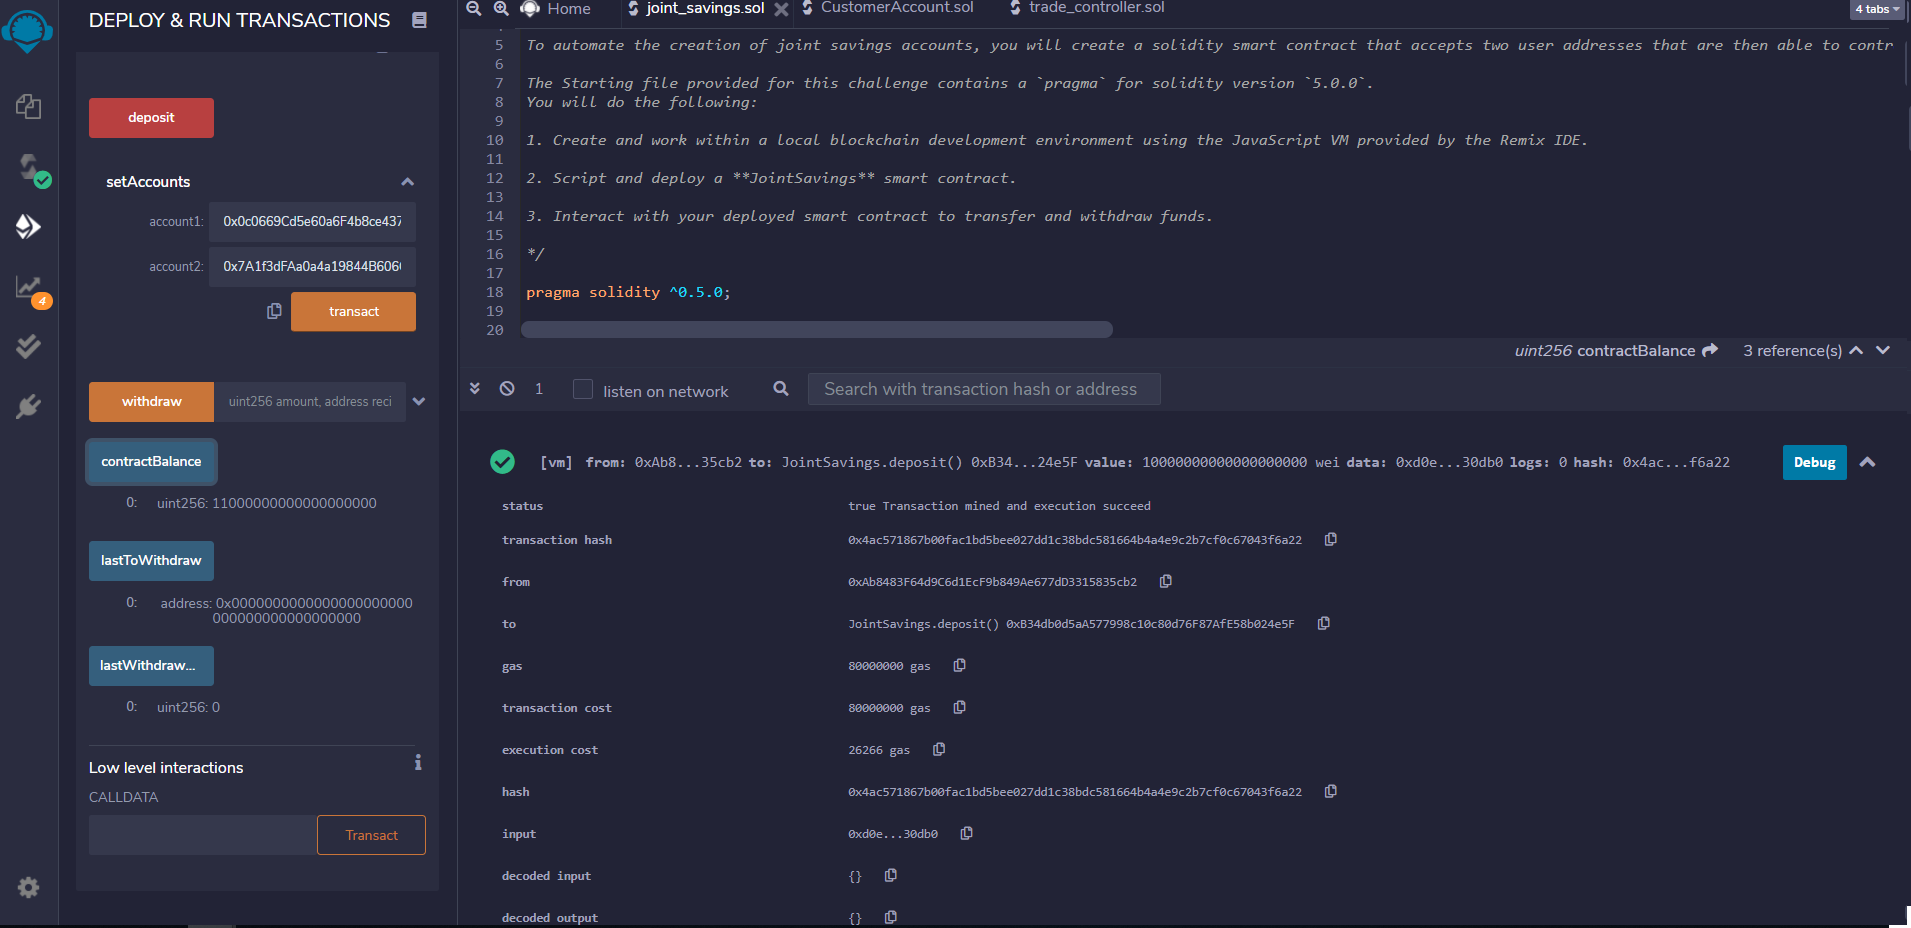 DEPLOY & RUN TRANSACTIONS
deposit
setAccounts
account1: 0x0c0669Cd5e60a6F4b8ce437
account2: 0x7A1f3dFAa0a4a19844B606
transact
withdraw uint256 amount, address reci
contractBalance
0: uint256: 11000000000000000000
lastToWithdraw
0: address: 0x0000000000000000000000
000000000000000000
lastWithdraw...
0: uint256: 0
Low level interactions
CALLDATA
Transact
4
Home joint_savings.sol CustomerAccount.sol trade_controller.sol 4 tabs
5 To automate the creation of joint savings accounts, you will create a solidity smart contract that accepts two user addresses that are then able to contr
6
7 The Starting file provided for this challenge contains a `pragma` for solidity version `5.0.0`.
8 You will do the following:
9
10 1. Create and work within a local blockchain development environment using the JavaScript VM provided by the Remix IDE.
11
12 2. Script and deploy a **JointSavings** smart contract.
13
14 3. Interact with your deployed smart contract to transfer and withdraw funds.
15
16 */
17
18 pragma solidity ^0.5.0;
19
20
uint256 contractBalance 3 reference(s)
1 listen on network Search with transaction hash or address
[vm] from: 0xAb8...35cb2 to: JointSavings.deposit() 0xB34...24e5F value: 10000000000000000000 wei data: 0xd0e...30db0 logs: 0 hash: 0x4ac...f6a22 Debug
status true Transaction mined and execution succeed
transaction hash 0x4ac571867b00fac1bd5bee027dd1c38bdc581664b4a4e9c2b7cf0c67043f6a22
from 0xAb8483F64d9C6d1EcF9b849Ae677dD3315835cb2
to JointSavings.deposit() 0xB34db0d5aA577998c10c80d76F87AfE58b024e5F
gas 80000000 gas
transaction cost 80000000 gas
execution cost 26266 gas
hash 0x4ac571867b00fac1bd5bee027dd1c38bdc581664b4a4e9c2b7cf0c67043f6a22
input 0xd0e...30db0
decoded input {}
decoded output {}